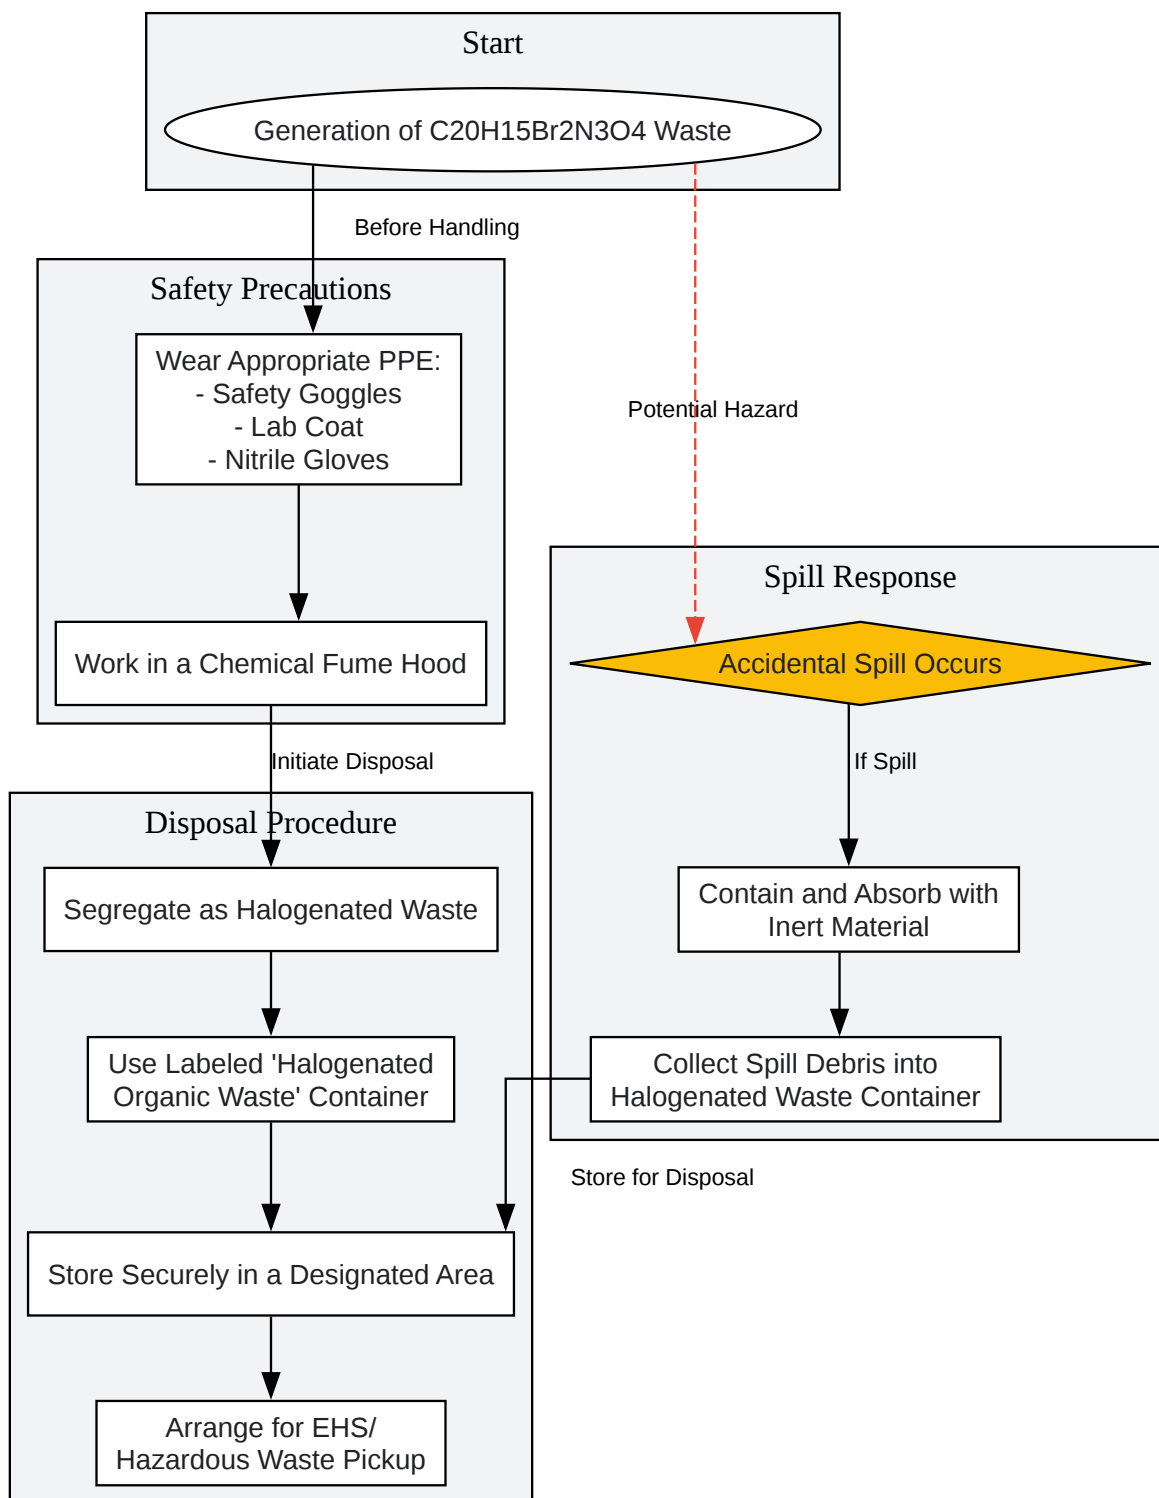 Start
Generation of C20H15Br2N3O4 Waste
Before Handling
Safety Precautions
Wear Appropriate PPE:
- Safety Goggles
- Lab Coat
- Nitrile Gloves
Potential Hazard
Work in a Chemical Fume Hood
Spill Response
Accidental Spill Occurs
Initiate Disposal
If Spill
Disposal Procedure
Segregate as Halogenated Waste
Contain and Absorb with
Inert Material
Use Labeled 'Halogenated
Organic Waste' Container
Collect Spill Debris into
Halogenated Waste Container
Store for Disposal
Store Securely in a Designated Area
Arrange for EHS/
Hazardous Waste Pickup